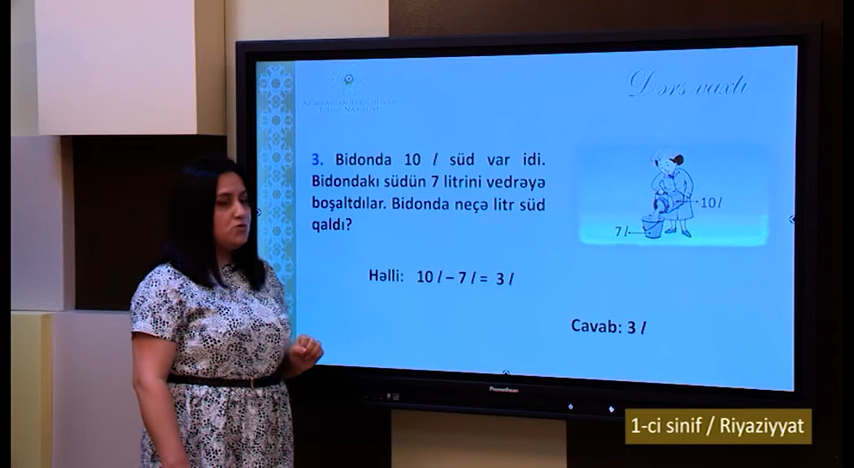 Dərs vaxtı
3. Bidonda 10 l süd var idi.
Bidondakı südün 7 litrini vedrəyə
boşaltdılar. Bidonda neçə litr süd
qaldı?
10 l
7 l
Həlli: 10 l – 7 l = 3 l
Cavab: 3 l
Promethean
1-ci sinif / Riyaziyyat